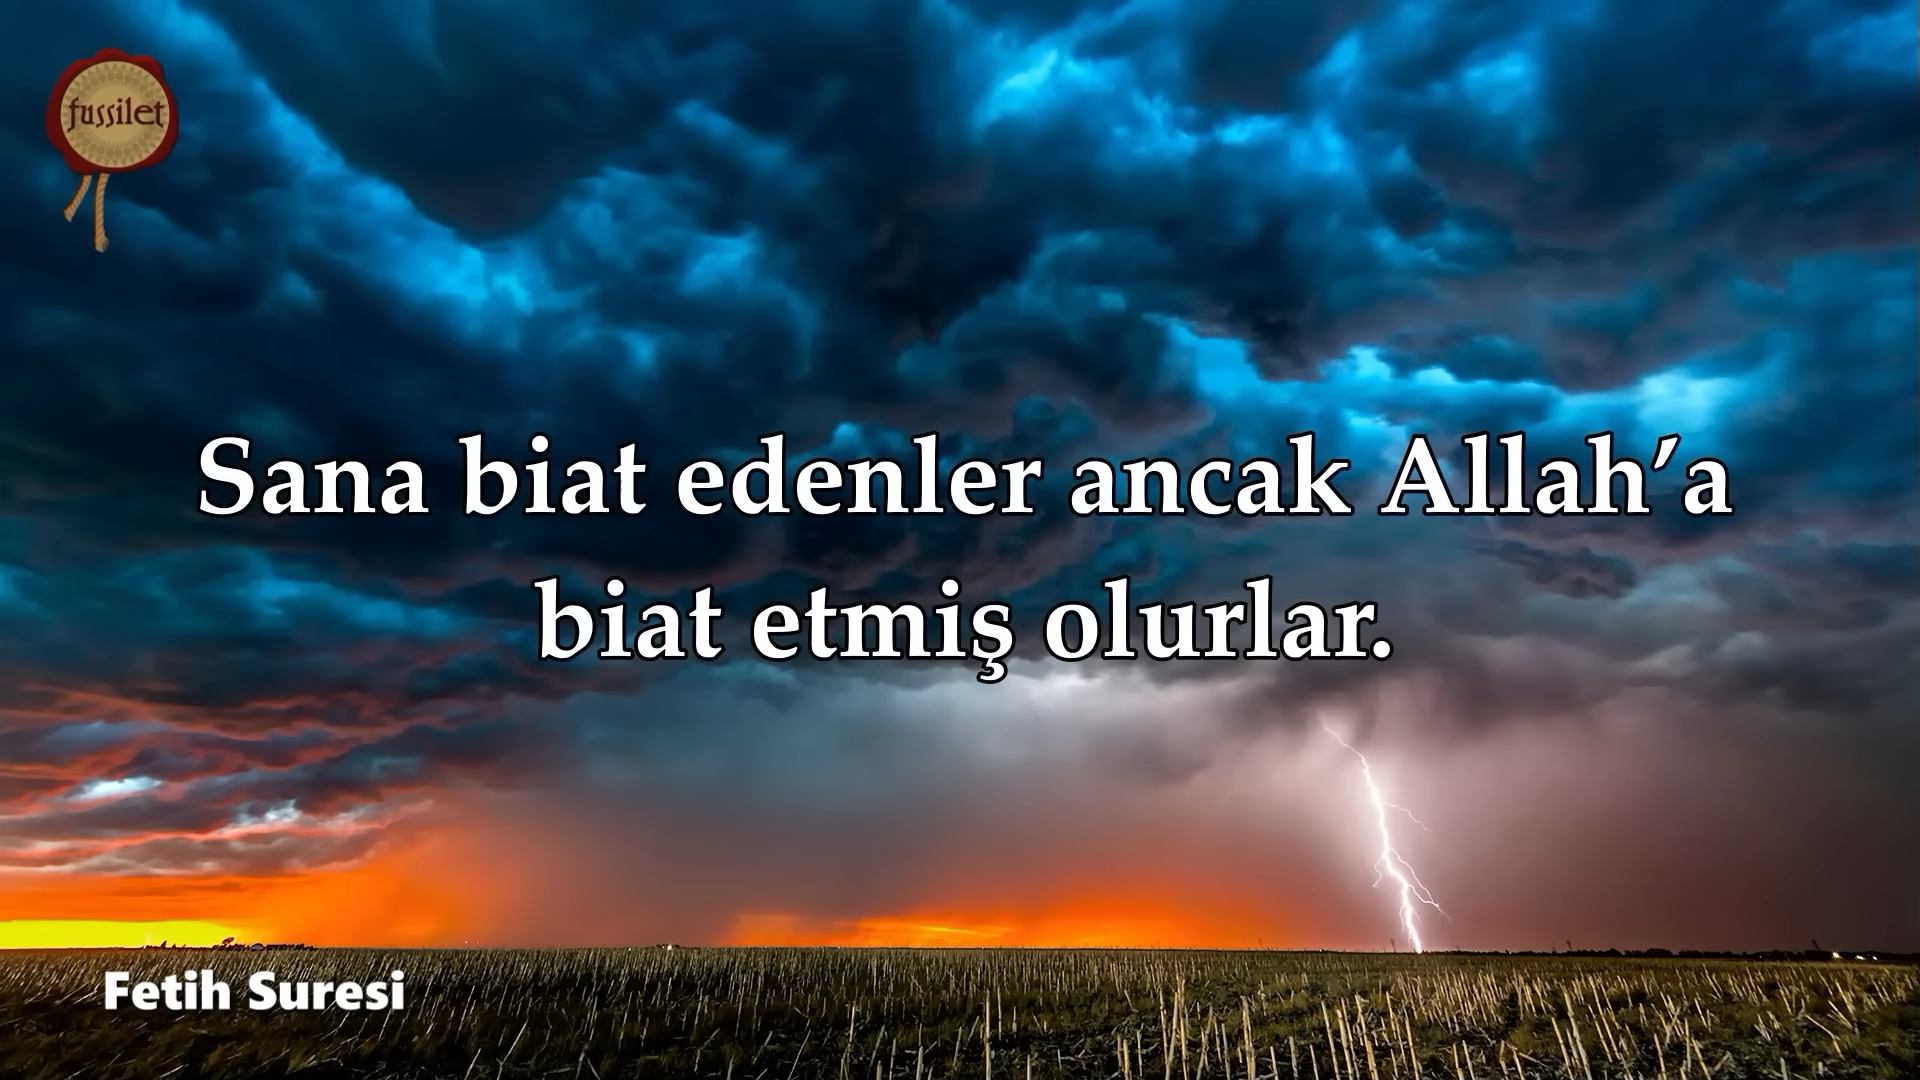 fussilet
Sana biat edenler ancak Allah’a
biat etmiş olurlar.
Fetih Suresi